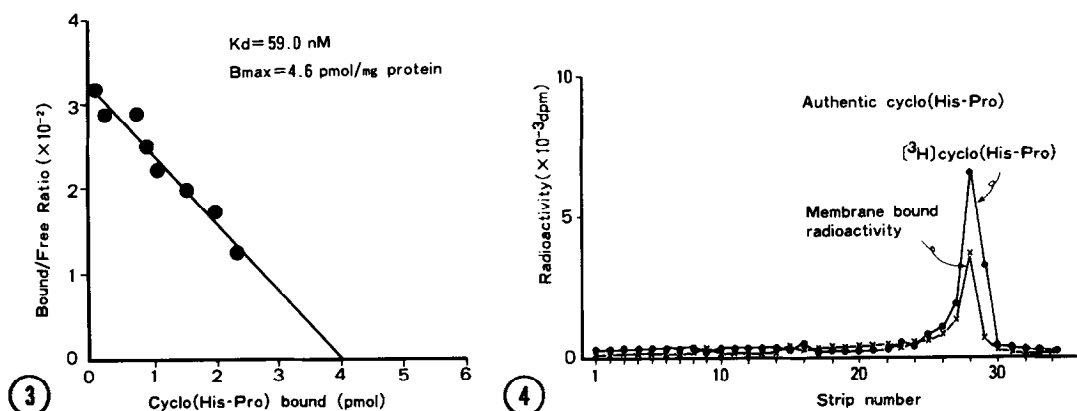 Kd=59.0 nM
Bmax=4.6 pmol/mg protein
Bound/Free Ratio (×10⁻²)
4
3
2
1
0
0 1 2 3 4 5 6
Cyclo(His-Pro) bound (pmol)
3
Authentic cyclo(His-Pro)
[³H]cyclo(His-Pro)
Membrane bound
radioactivity
Radioactivity(×10⁻³dpm)
10
5
0
1 10 20 30
Strip number
4